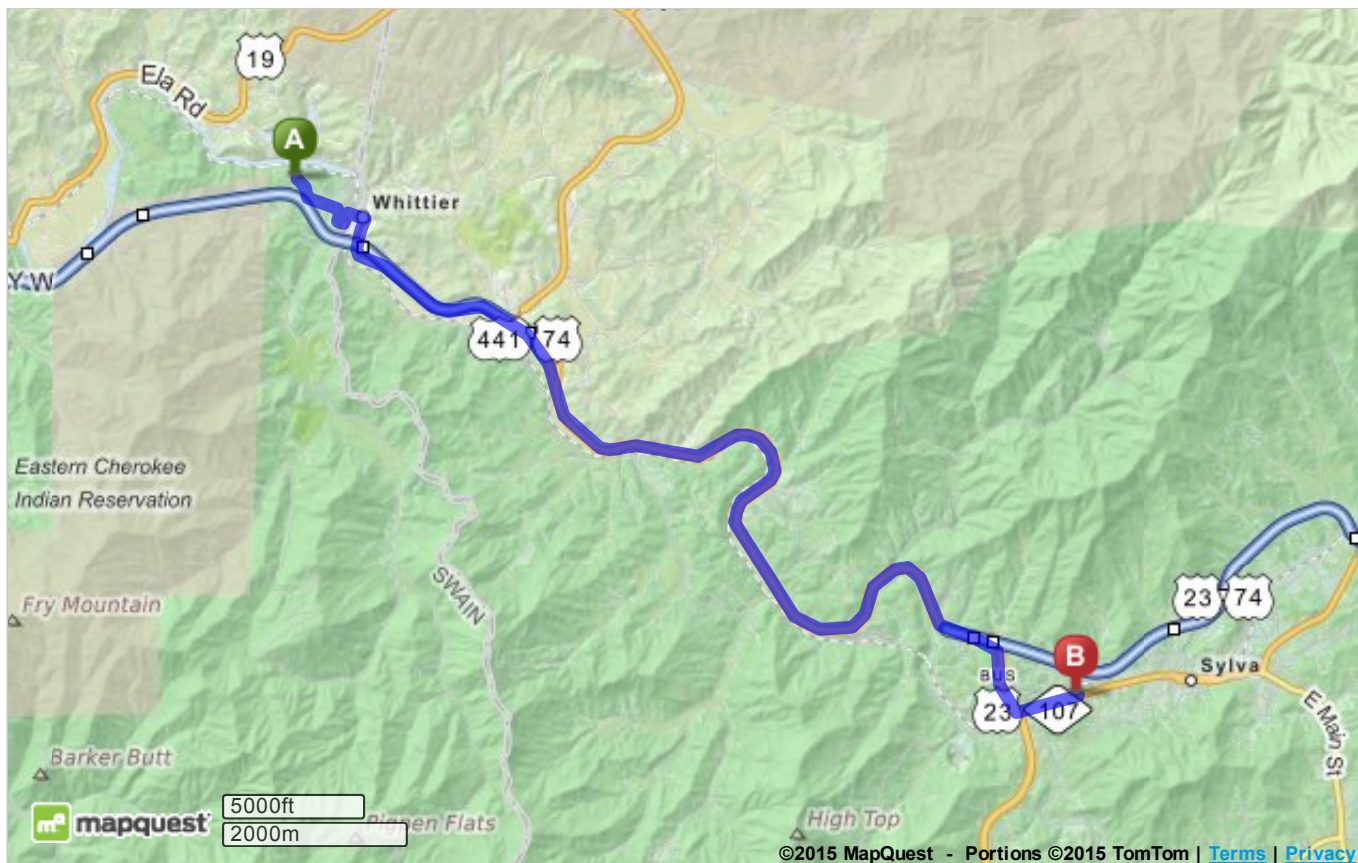 19
Ela Rd
A
Whittier
Y W
441
74
Eastern Cherokee
Indian Reservation
SWAIN
Fry Mountain
23
74
B
Sylva
BUS
23
107
E Main St
Barker Butt
mapquest
5000ft
2000m
Pigpen Flats
High Top
©2015 MapQuest - Portions ©2015 TomTom | Terms | Privacy